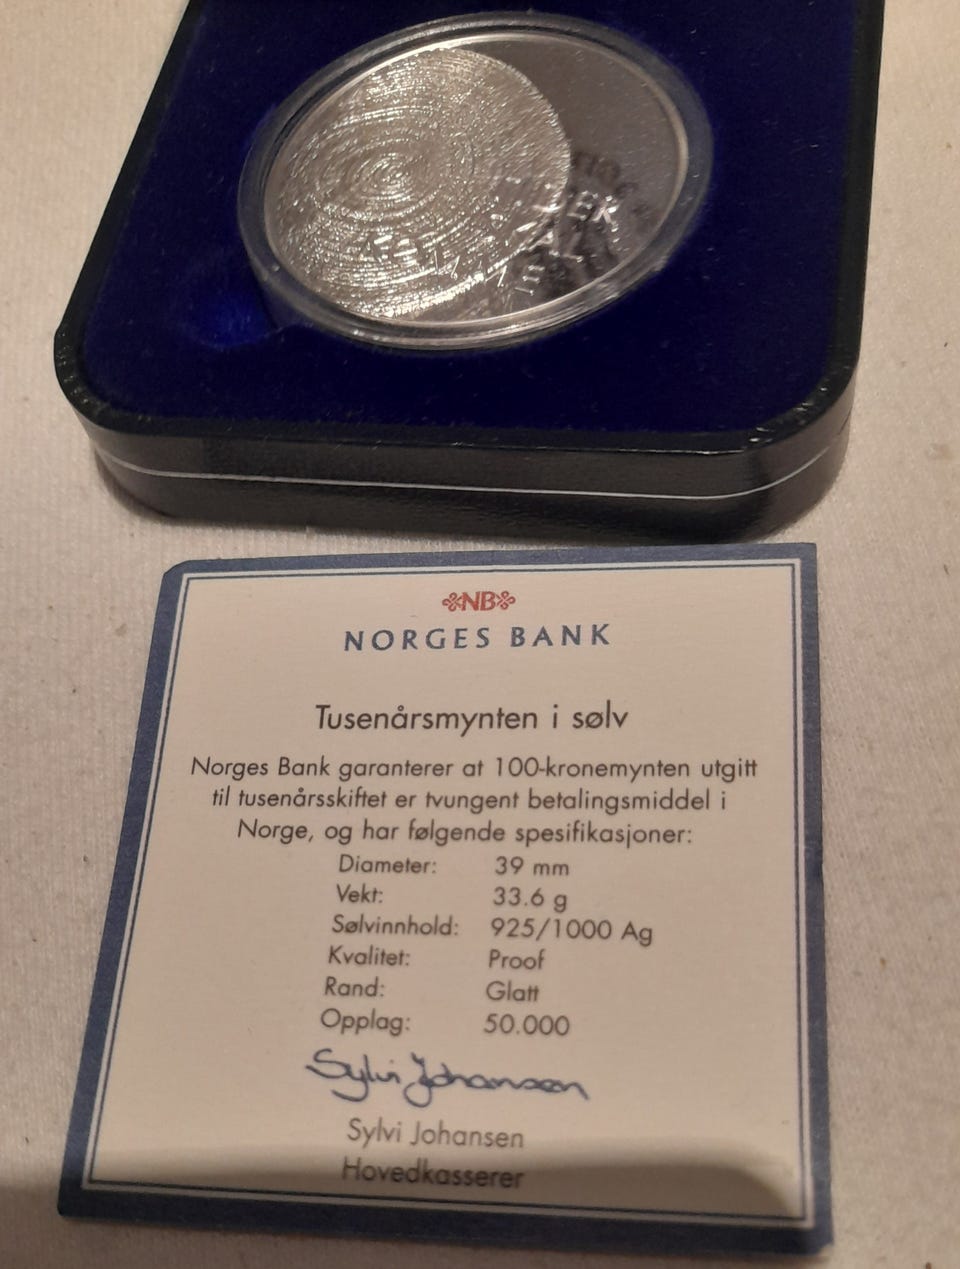 NB
NORGES BANK
Tusenårsmynten i sølv
Norges Bank garanterer at 100-kronemynten utgitt
til tusenårsskiftet er tvungent betalingsmiddel i
Norge, og har følgende spesifikasjoner:
Diameter: 39 mm
Vekt: 33.6 g
Sølvinnhold: 925/1000 Ag
Kvalitet: Proof
Rand: Glatt
Opplag: 50.000
Sylvi Johansen
Sylvi Johansen
Hovedkasserer